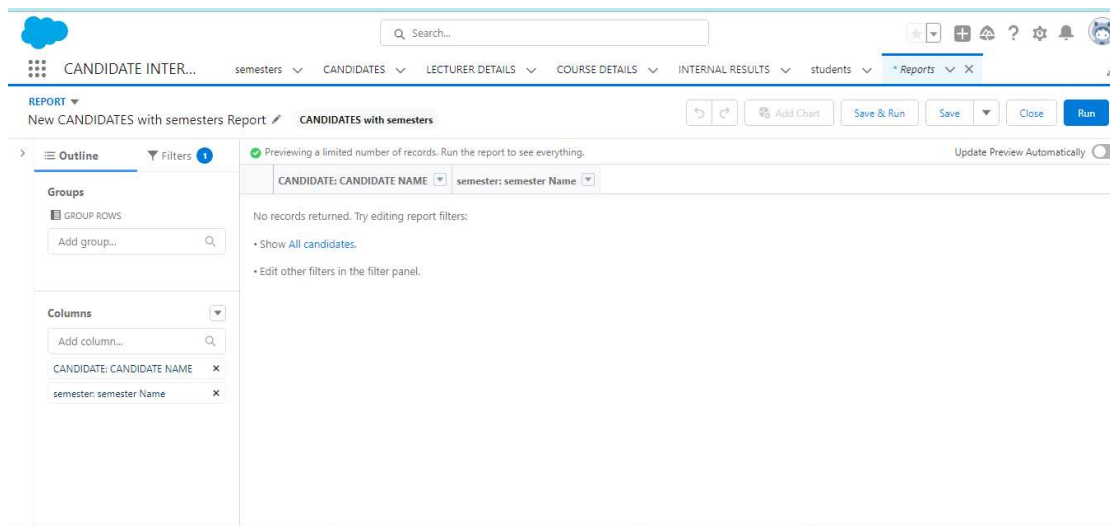 Search...
CANDIDATE INTER...
semesters
CANDIDATES
LECTURER DETAILS
COURSE DETAILS
INTERNAL RESULTS
students
* Reports
REPORT
New CANDIDATES with semesters Report
CANDIDATES with semesters
Add Chart
Save & Run
Save
Close
Run
Outline
Filters 1
Previewing a limited number of records. Run the report to see everything.
Update Preview Automatically
CANDIDATE: CANDIDATE NAME
semester: semester Name
Groups
GROUP ROWS
Add group...
No records returned. Try editing report filters:
• Show All candidates.
• Edit other filters in the filter panel.
Columns
Add column...
CANDIDATE: CANDIDATE NAME
semester: semester Name